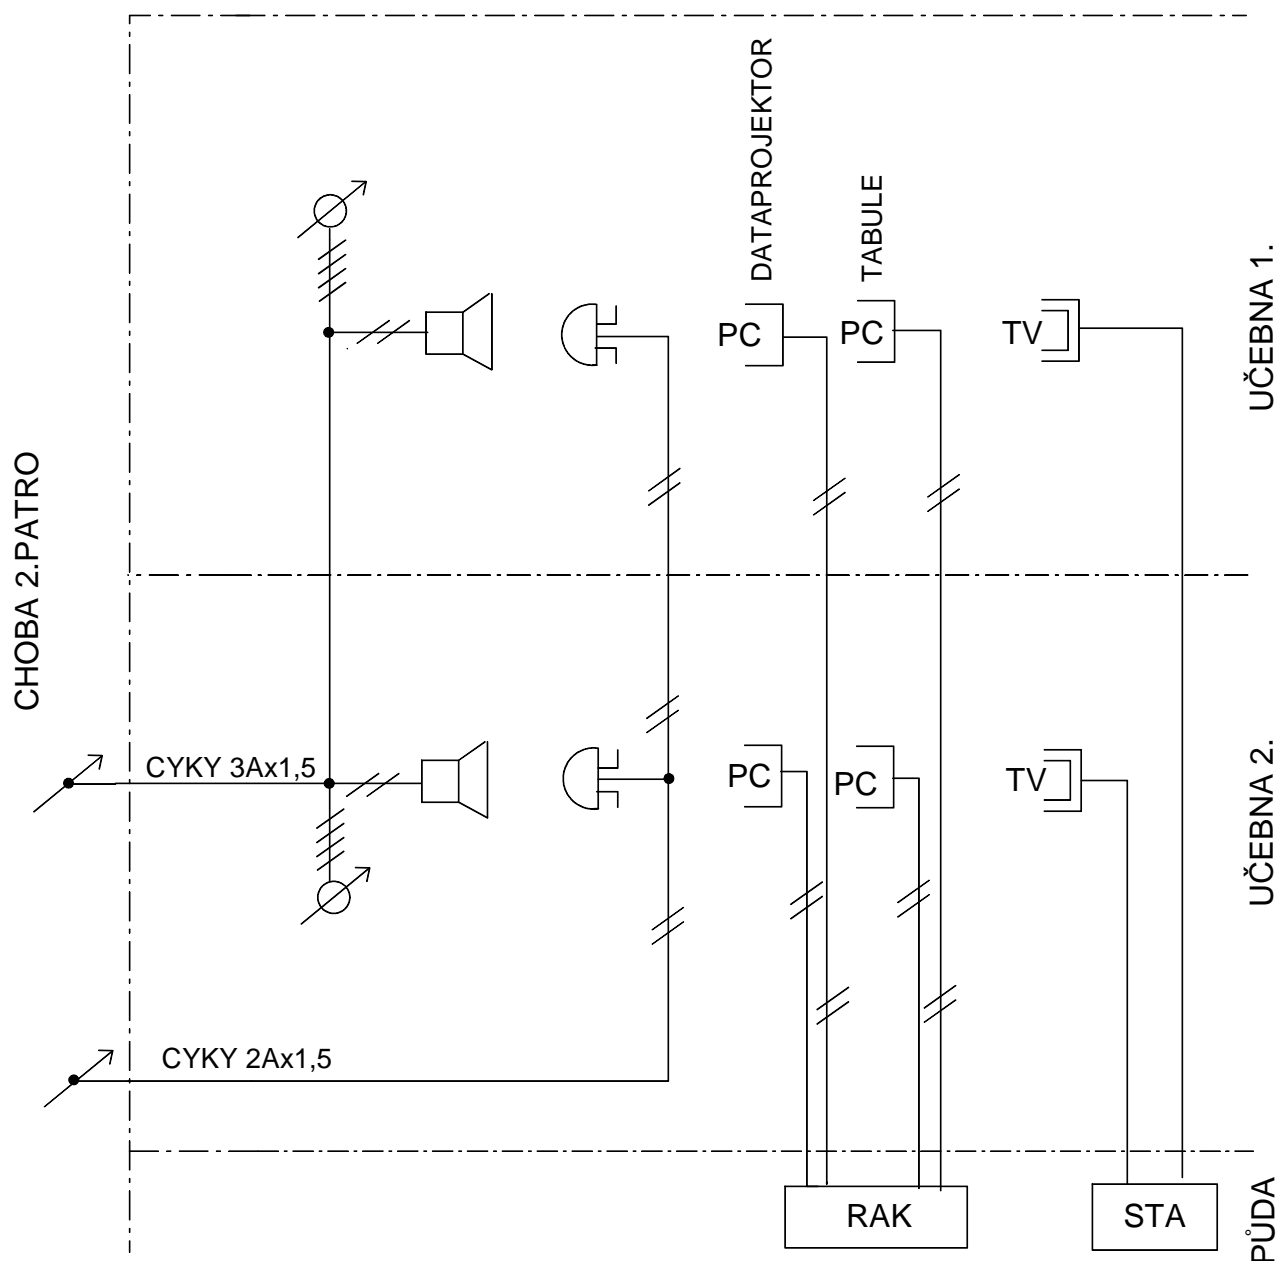 DATAPROJEKTOR
TABULE
UČEBNA 1.
PC
PC
TV
CHOBA 2.PATRO
CYKY 3Ax1,5
PC
PC
TV
UČEBNA 2.
CYKY 2Ax1,5
RAK
STA
PŮDA